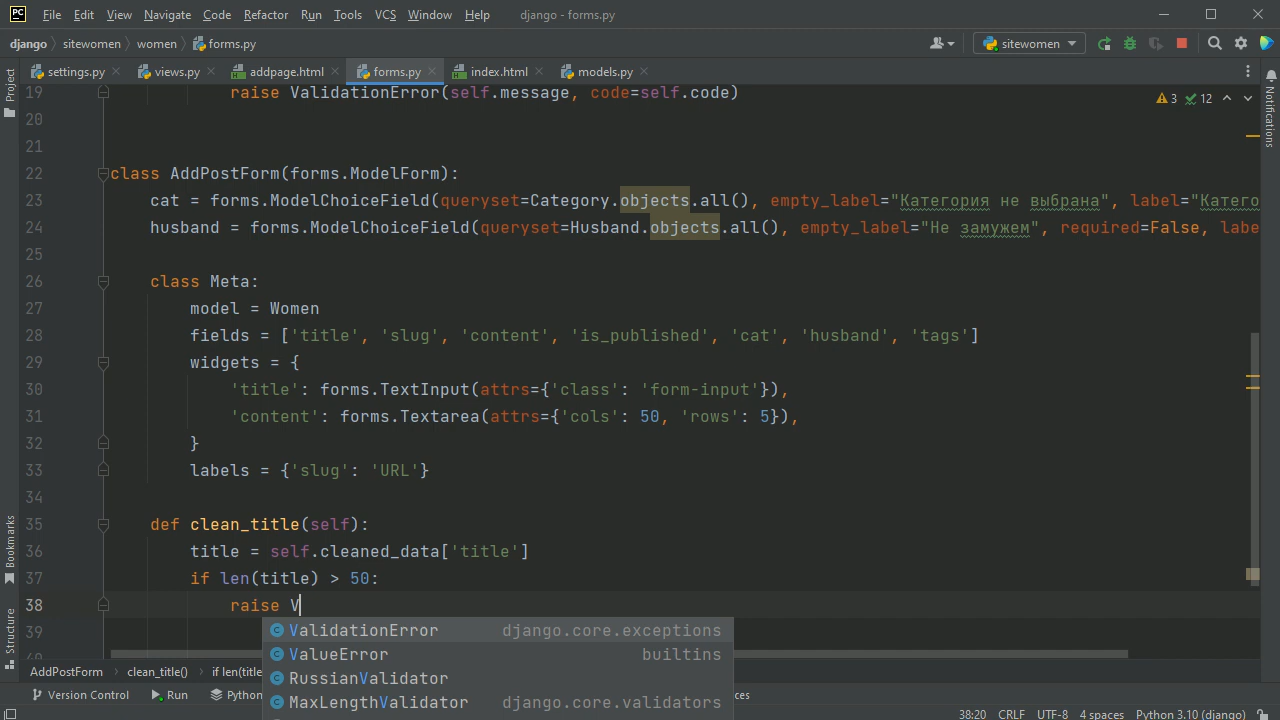 PC File Edit View Navigate Code Refactor Run Tools VCS Window Help django - forms.py
django sitewomen women forms.py sitewomen
settings.py views.py addpage.html forms.py index.html models.py
Project
Notifications
3 12
19 raise ValidationError(self.message, code=self.code)
20
21
22 class AddPostForm(forms.ModelForm):
23 cat = forms.ModelChoiceField(queryset=Category.objects.all(), empty_label="Категория не выбрана", label="Катего
24 husband = forms.ModelChoiceField(queryset=Husband.objects.all(), empty_label="Не замужем", required=False, labe
25
26 class Meta:
27 model = Women
28 fields = ['title', 'slug', 'content', 'is_published', 'cat', 'husband', 'tags']
29 widgets = {
30 'title': forms.TextInput(attrs={'class': 'form-input'}),
31 'content': forms.Textarea(attrs={'cols': 50, 'rows': 5}),
32 }
33 labels = {'slug': 'URL'}
34
35 def clean_title(self):
36 title = self.cleaned_data['title']
37 if len(title) > 50:
38 raise V
39
ValidationError django.core.exceptions
ValueError builtins
RussianValidator
MaxLengthValidator django.core.validators
Bookmarks
Structure
AddPostForm clean_title() if len(title
Version Control Run Python
38:20 CRLF UTF-8 4 spaces Python 3.10 (django)